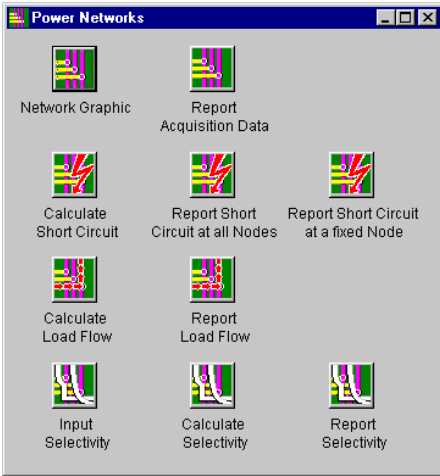 Power Networks
Network Graphic
Report
Acquisition Data
Calculate
Short Circuit
Report Short
Circuit at all Nodes
Report Short Circuit
at a fixed Node
Calculate
Load Flow
Report
Load Flow
Input
Selectivity
Calculate
Selectivity
Report
Selectivity